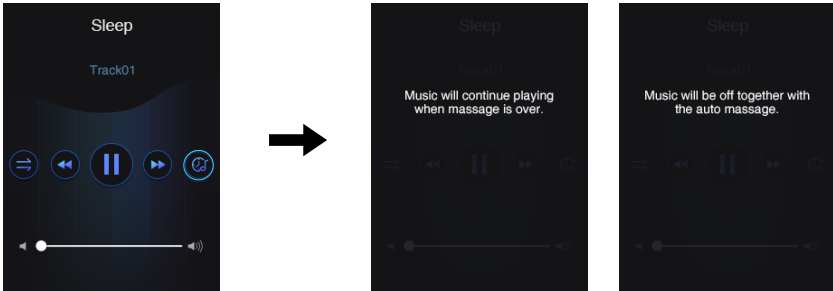 Sleep
Track01
Sleep
Track01
Music will continue playing
when massage is over.
Sleep
Track01
Music will be off together with
the auto massage.